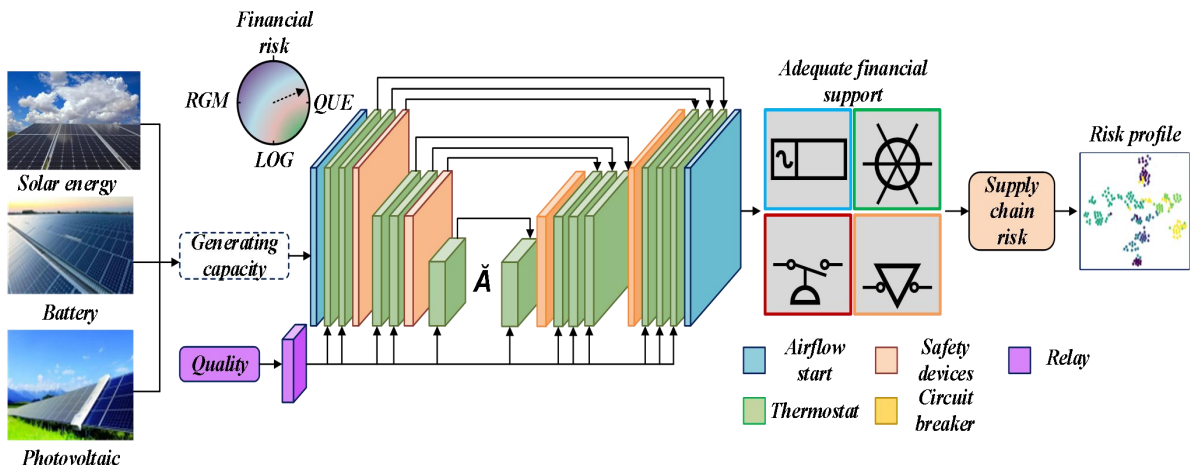 Financial
risk
RGM
QUE
LOG
Solar energy
Battery
Photovoltaic
Generating
capacity
Quality
Ǎ
Adequate financial
support
Supply
chain
risk
Risk profile
Airflow
start
Safety
devices
Relay
Thermostat
Circuit
breaker